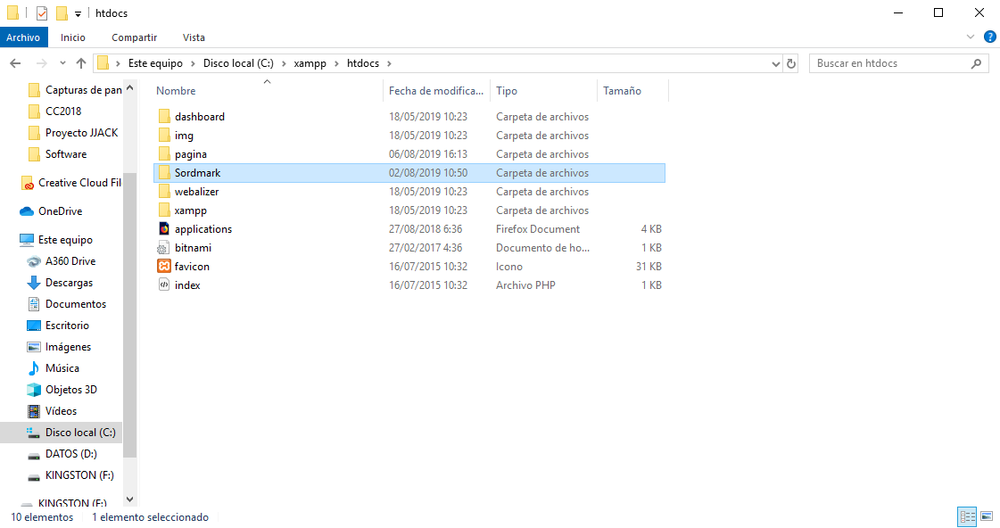 htdocs
Archivo Inicio Compartir Vista
Este equipo Disco local (C:) xampp htdocs Buscar en htdocs
Capturas de pan
CC2018
Proyecto JJACK
Software
Creative Cloud Fil
OneDrive
Este equipo
A360 Drive
Descargas
Documentos
Escritorio
Imágenes
Música
Objetos 3D
Vídeos
Disco local (C:)
DATOS (D:)
KINGSTON (F:)
KINGSTON (F:)
Nombre Fecha de modifica... Tipo Tamaño
dashboard 18/05/2019 10:23 Carpeta de archivos
img 18/05/2019 10:23 Carpeta de archivos
pagina 06/08/2019 16:13 Carpeta de archivos
Sordmark 02/08/2019 10:50 Carpeta de archivos
webalizer 18/05/2019 10:23 Carpeta de archivos
xampp 18/05/2019 10:23 Carpeta de archivos
applications 27/08/2018 6:36 Firefox Document 4 KB
bitnami 27/02/2017 4:36 Documento de ho... 1 KB
favicon 16/07/2015 10:32 Icono 31 KB
index 16/07/2015 10:32 Archivo PHP 1 KB
10 elementos 1 elemento seleccionado